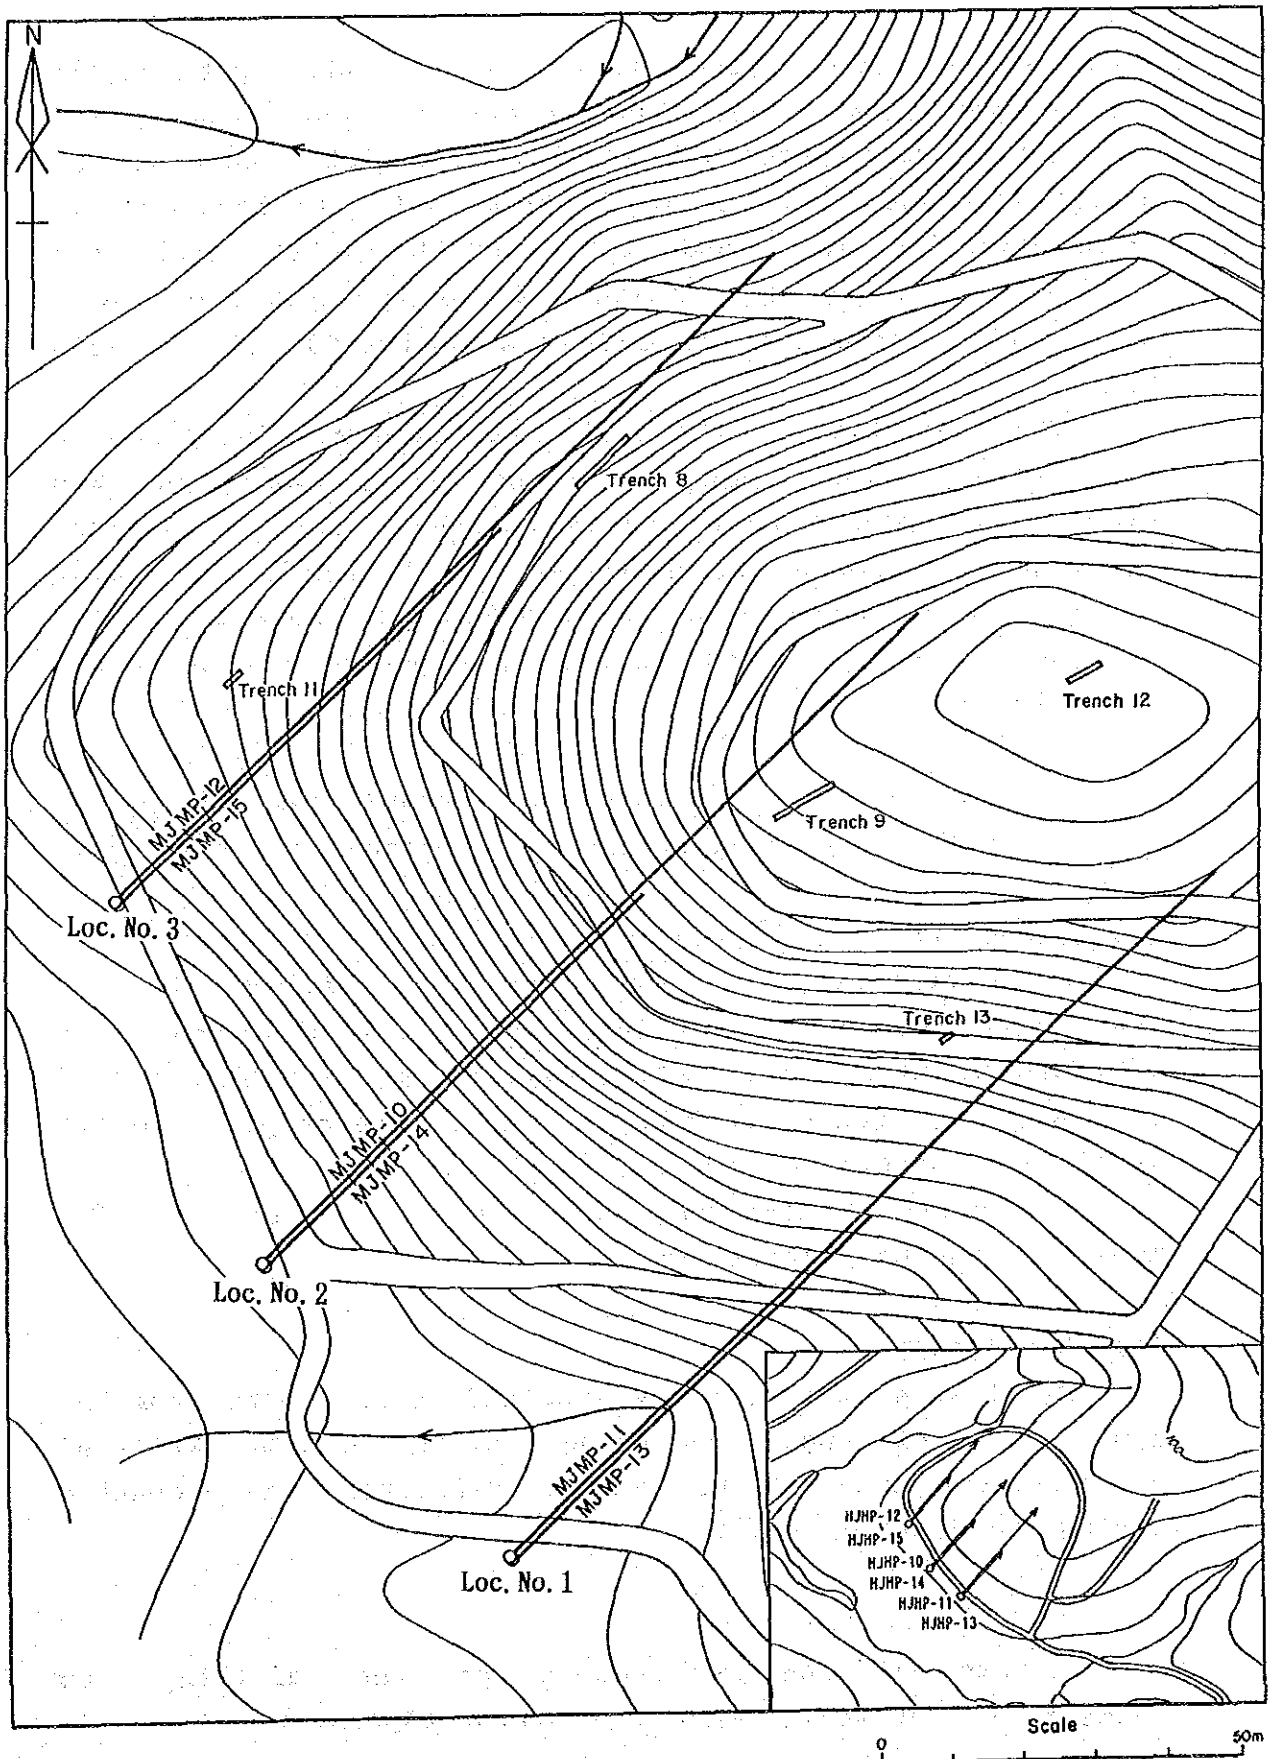 N
Trench 8
Trench 11
Trench 12
Trench 9
MJMP-12
MJMP-15
Loc. No. 3
Trench 13
MJMP-10
MJMP-14
Loc. No. 2
MJMP-11
MJMP-13
Loc. No. 1
100
HJHP-12
HJHP-15
HJHP-10
HJHP-14
HJHP-11
HJHP-13
Scale
0 50m